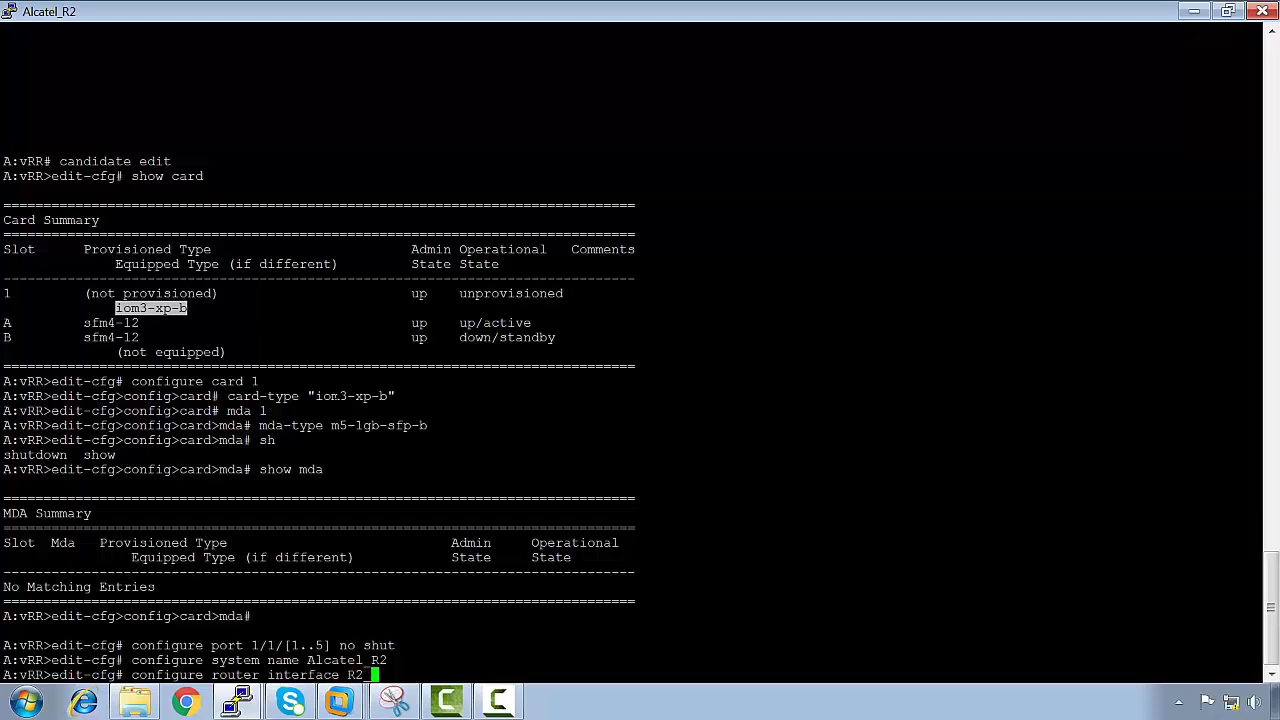 Alcatel_R2
A:vRR# candidate edit
A:vRR>edit-cfg# show card
===============================================================================
Card Summary
===============================================================================
Slot      Provisioned Type                         Admin Operational   Comments
              Equipped Type (if different)         State State
-------------------------------------------------------------------------------
1         (not provisioned)                        up    unprovisioned
              iom3-xp-b
A         sfm4-12                                  up    up/active
B         sfm4-12                                  up    down/standby
              (not equipped)
===============================================================================
A:vRR>edit-cfg# configure card 1
A:vRR>edit-cfg>config>card# card-type "iom3-xp-b"
A:vRR>edit-cfg>config>card# mda 1
A:vRR>edit-cfg>config>card>mda# mda-type m5-1gb-sfp-b
A:vRR>edit-cfg>config>card>mda# sh
shutdown  show
A:vRR>edit-cfg>config>card>mda# show mda
===============================================================================
MDA Summary
===============================================================================
Slot  Mda   Provisioned Type                            Admin     Operational
                Equipped Type (if different)            State     State
-------------------------------------------------------------------------------
No Matching Entries
===============================================================================
A:vRR>edit-cfg>config>card>mda#
A:vRR>edit-cfg# configure port 1/1/[1..5] no shut
A:vRR>edit-cfg# configure system name Alcatel_R2
A:vRR>edit-cfg# configure router interface R2_